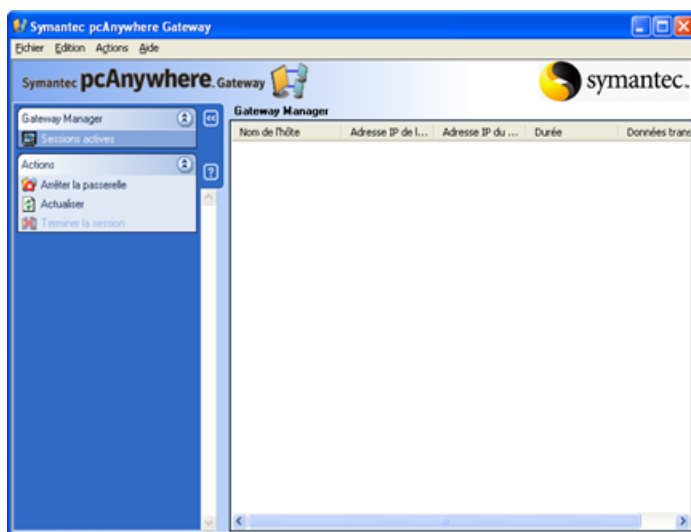 Symantec pcAnywhere Gateway
Fichier Edition Actions Aide
Symantec pcAnywhere. Gateway
symantec.
Gateway Manager
Sessions actives
Actions
Arrêter la passerelle
Actualiser
Terminer la session
Gateway Manager
Nom de l'hôte Adresse IP de l... Adresse IP du ... Durée Données trans